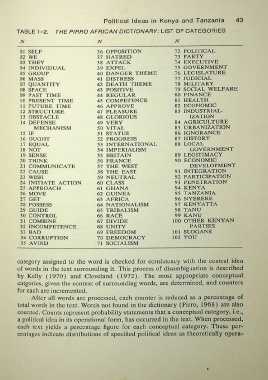 Political Ideas in Kenya and Tanzania 43
TABLE 1-2. THE PIRRO AFRICAN DICTIONARY: LIST OF CATEGORIES
N N N
01 SELF 36 OPPOSITION 72 POLITICAL
02 WE 37 HATRED 73 PARTY
03 THEY 38 ATTACK 74 EXECUTIVE
04 INDIVIDUAL 39 EXPEL 75 GOVERNMENT
05 GROUP 40 DANGER THEME 76 LEGISLATURE
06 MASS 41 DISTRESS 77 JUDICIAL
07 QUANTITY 42 DEATH THEME 78 MILITARY
08 SPACE 43 POSITIVE 79 SOCIAL WELFARE
09 PAST TIME 44 REGULAR 80 FINANCE
10 PRESENT TIME 45 COMPETENCE 81 HEALTH
11 FUTURE TIME 46 APPROVE 82 ECONOMIC
12 STRUCTURE 47 PLEASURE 83 INDUSTRIAL-
13 OBSTACLE 48 GLORIOUS IZATION
14 DEFENSE 49 VERY 84 AGRICULTURE
MECHANISM 50 VITAL 85 URBANIZATION
15 IF 51 STATUS 86 IGNORANCE
16 OUGHT 52 PROGRESS 87 HISTORY
17 EQUAL 53 INTERNATIONAL 88 LOCAL
18 NOT 54 IMPERIALISM GOVERNMENT
19 SENSE 55 BRITAIN 89 LEGITIMACY
20 THINK 56 FRANCE 90 ECONOMIC
21 COMMUNICATE 57 THE WEST DEVELOPMENT
22 CAUSE 58 THE EAST 91 INTEGRATION
23 WISH 59 NEUTRAL 92 PARTICIPATION
24 INITIATE ACTION 60 CLASS 93 PENETRATION
25 APPROACH 61 GHANA 94 KENYA
26 MOVE 62 GUINEA 95 TANZANIA
27 GET 63 AFRICA 96 NYERERE
28 POSSESS 64 NATIONALISM 97 KENYATTA
29 GUIDE 65 TRIBALISM 98 TANU
30 CONTROL 66 RACE 99 KANU
31 COMBINE 67 DIVIDE 100 OTHER KENYAN
32 INCOMPETENCE 68 UNITY PARTIES
33 BAD 69 FREEDOM 101 SLOGANS
34 CORRUPTION 70 DEMOCRACY 102 YOU
35 AVOID 71 SOCIALISM
category assigned to the word is checked for consistency with the central idea
of words in the text surrounding it. This process of disambiguation is described
by Kelly (1970) and Cleveland (1972). The most appropriate conceptual
categories, given the context of surrounding words, are determined, and counters
for each are incremented.
After all words are processed, each counter is reduced as a percentage of
total words in the text. Words not found in the dictionary (Pirro, 1968) are also
counted. Counters represent probability statements that a conceptual category, i.e.,
a political idea in its operational form, has occurred in the text. When processed,
each text yields a percentage figure for each conceptual category. These per-
centages indicate distributions of specified political ideas as theoretically opera-